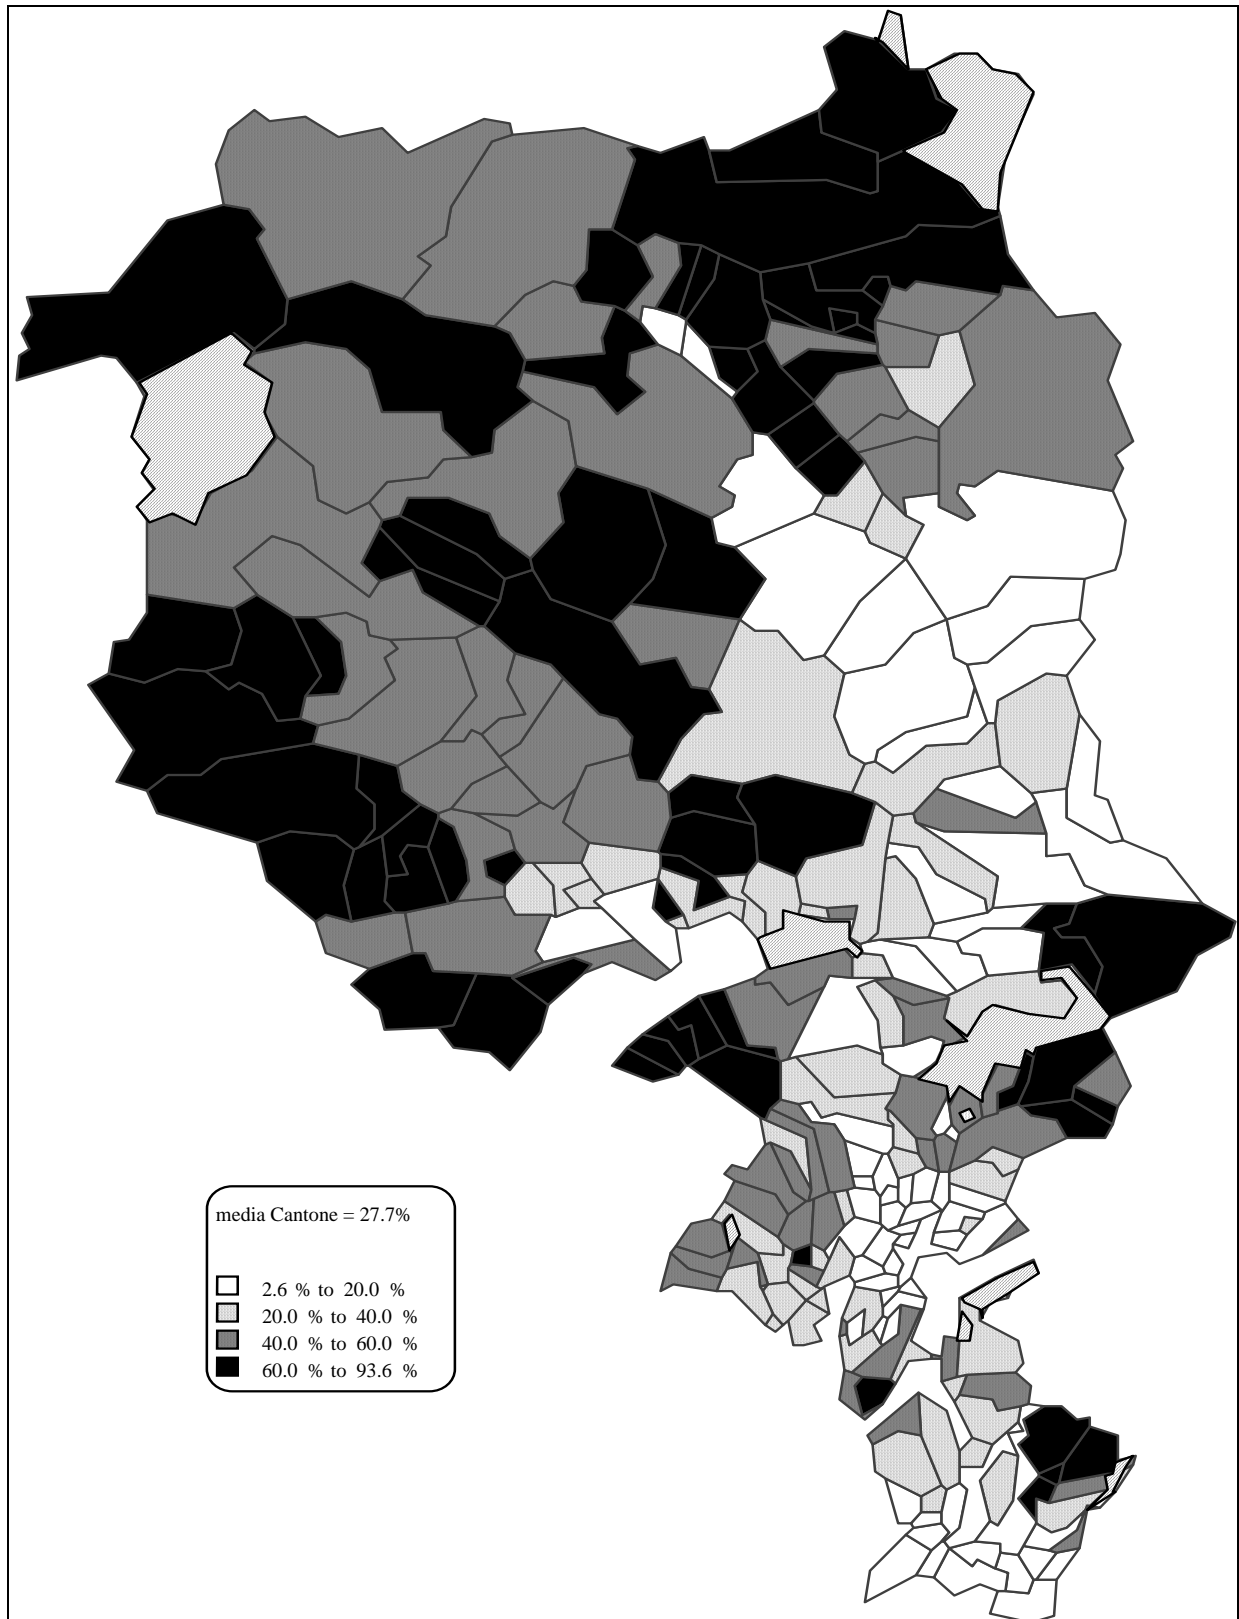 media Cantone = 27.7%
2.6 % to 20.0 %
20.0 % to 40.0 %
40.0 % to 60.0 %
60.0 % to 93.6 %